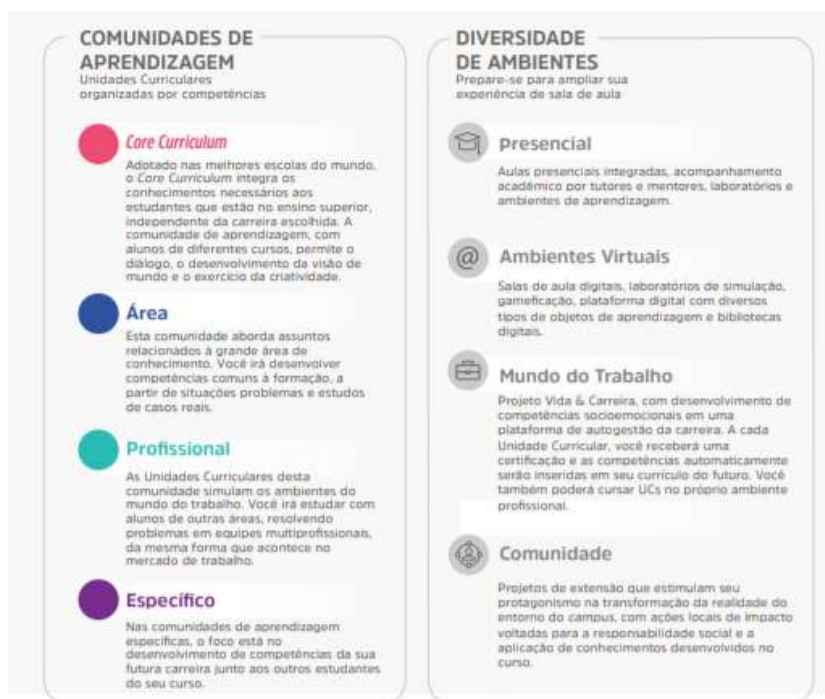 COMUNIDADES DE
APRENDIZAGEM
Unidades Curriculares
organizadas por competências
Core Curriculum
Adotado nas melhores escolas do mundo,
o Core Curriculum integra os
conhecimentos necessários aos
estudantes que estão no ensino superior,
independente da carreira escolhida. A
comunidade de aprendizagem, com
alunos de diferentes cursos, permite o
diálogo, o desenvolvimento da visão de
mundo e o exercício da criatividade.
Área
Esta comunidade aborda assuntos
relacionados à grande área de
conhecimento. Você irá desenvolver
competências comuns à formação, a
partir de situações problemas e estudos
de casos reais.
Profissional
As Unidades Curriculares desta
comunidade simulam os ambientes do
mundo do trabalho. Você irá estudar com
alunos de outras áreas, resolvendo
problemas em equipes multiprofissionais,
da mesma forma que acontece no
mercado de trabalho.
Específico
Nas comunidades de aprendizagem
específicas, o foco está no
desenvolvimento de competências da sua
futura carreira junto aos outros estudantes
do seu curso.
DIVERSIDADE
DE AMBIENTES
Prepare-se para ampliar sua
experiência de sala de aula
Presencial
Aulas presenciais integradas, acompanhamento
acadêmico por tutores e mentores, laboratórios e
ambientes de aprendizagem.
@ Ambientes Virtuais
Salas de aula digitais, laboratórios de simulação,
gameficação, plataforma digital com diversos
tipos de objetos de aprendizagem e bibliotecas
digitais.
Mundo do Trabalho
Projeto Vida & Carreira, com desenvolvimento de
competências socioemocionais em uma
plataforma de autogestão da carreira. A cada
Unidade Curricular, você receberá uma
certificação e as competências automaticamente
serão inseridas em seu currículo do futuro. Você
também poderá cursar UCs no próprio ambiente
profissional.
Comunidade
Projetos de extensão que estimulam seu
protagonismo na transformação da realidade do
entorno do campus, com ações locais de impacto
voltadas para a responsabilidade social e a
aplicação de conhecimentos desenvolvidos no
curso.